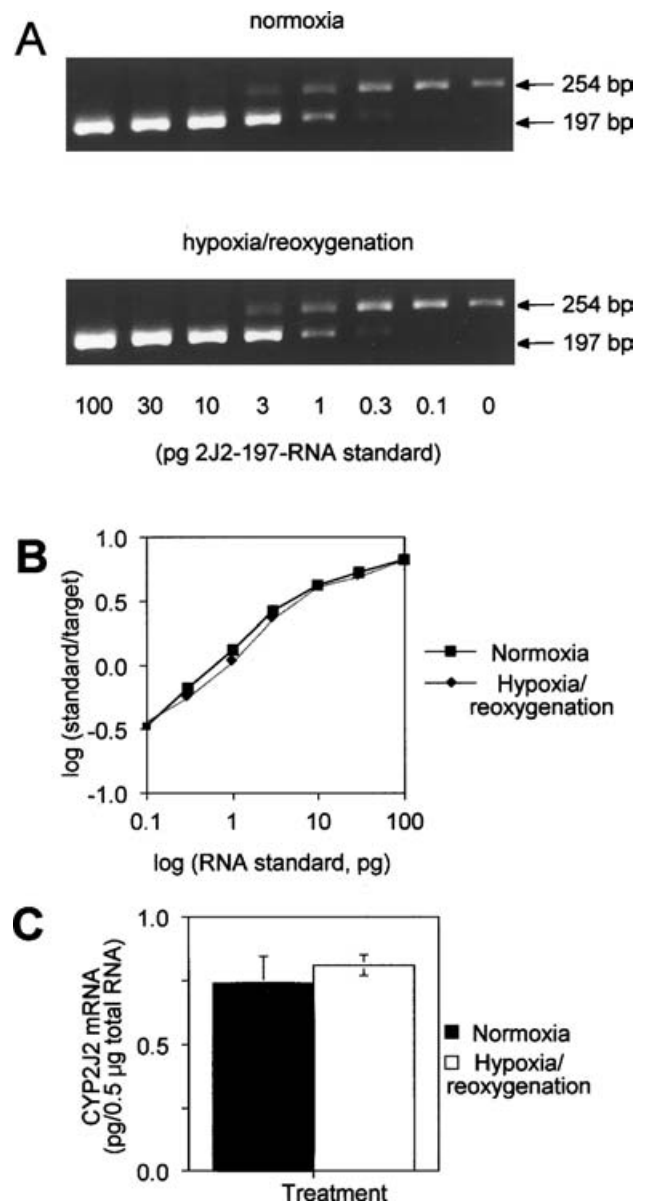 A
normoxia
254 bp
197 bp
hypoxia/reoxygenation
254 bp
197 bp
100 30 10 3 1 0.3 0.1 0
(pg 2J2-197-RNA standard)
B
log (standard/target)
1.0
0.5
0.0
-0.5
-1.0
0.1 1 10 100
log (RNA standard, pg)
Normoxia
Hypoxia/
reoxygenation
C
CYP2J2 mRNA
(pg/0.5 µg total RNA)
1.0
0.5
0.0
Treatment
Normoxia
Hypoxia/
reoxygenation